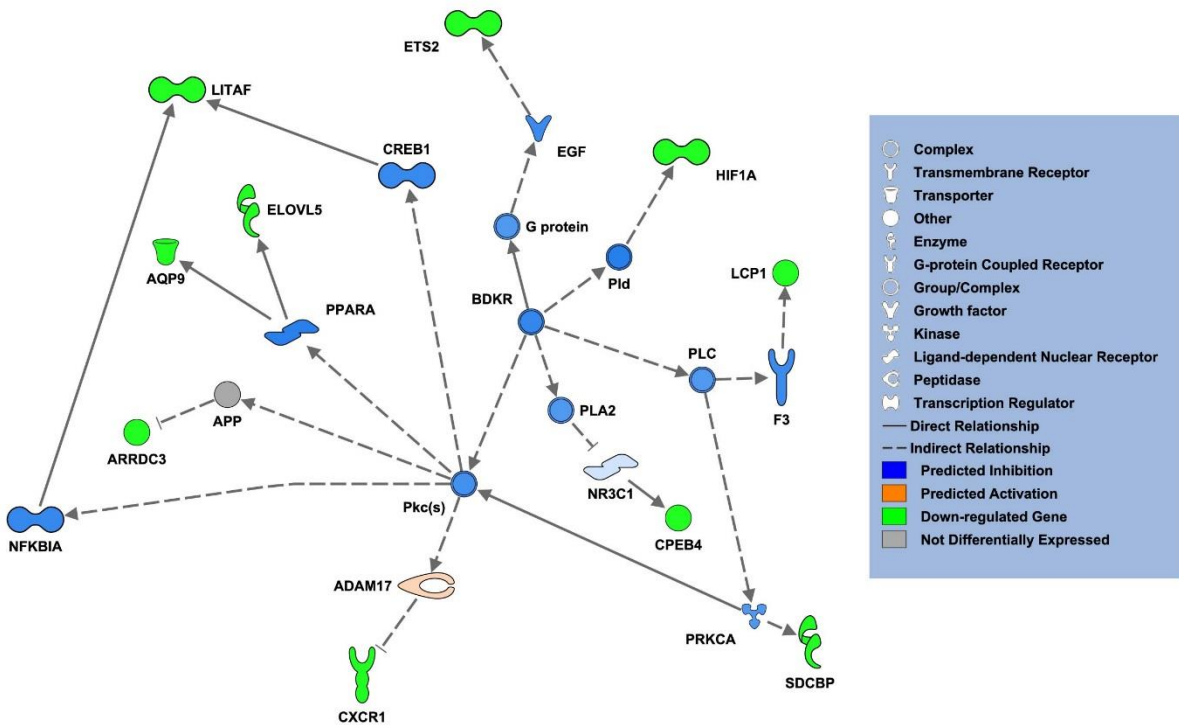 ETS2
LITAF
EGF
CREB1
HIF1A
ELOVL5
G protein
AQP9
Pld
LCP1
BDKR
PPARA
PLC
PLA2
F3
APP
ARRDC3
NR3C1
Pkc(s)
NFKBIA
CPEB4
ADAM17
PRKCA
SDCBP
CXCR1
Complex
Transmembrane Receptor
Transporter
Other
Enzyme
G-protein Coupled Receptor
Group/Complex
Growth factor
Kinase
Ligand-dependent Nuclear Receptor
Peptidase
Transcription Regulator
Direct Relationship
Indirect Relationship
Predicted Inhibition
Predicted Activation
Down-regulated Gene
Not Differentially Expressed